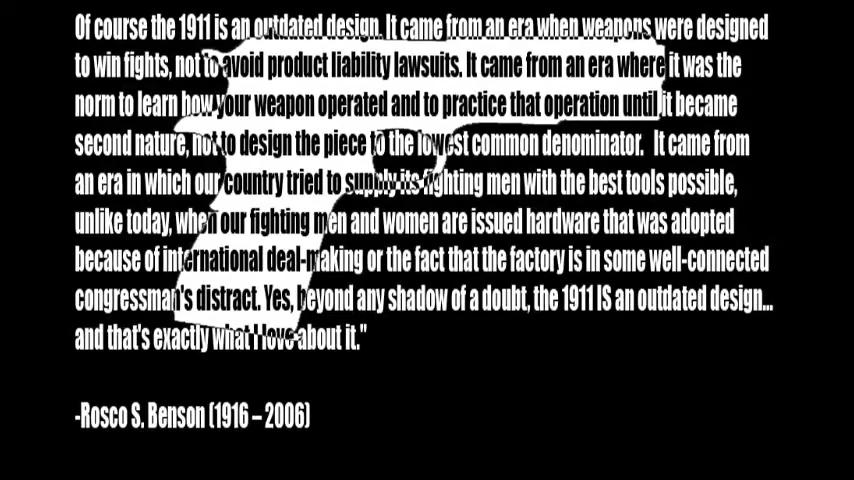 Of course the 1911 is an outdated design. It came from an era when weapons were designed
to win fights, not to avoid product liability lawsuits. It came from an era where it was the
norm to learn how your weapon operated and to practice that operation until it became
second nature, not to design the piece to the lowest common denominator. It came from
an era in which our country tried to supply its fighting men with the best tools possible,
unlike today, when our fighting men and women are issued hardware that was adopted
because of international deal-making or the fact that the factory is in some well-connected
congressman's distract. Yes, beyond any shadow of a doubt, the 1911 IS an outdated design...
and that's exactly what I love about it."
-Rosco S. Benson (1916 – 2006)